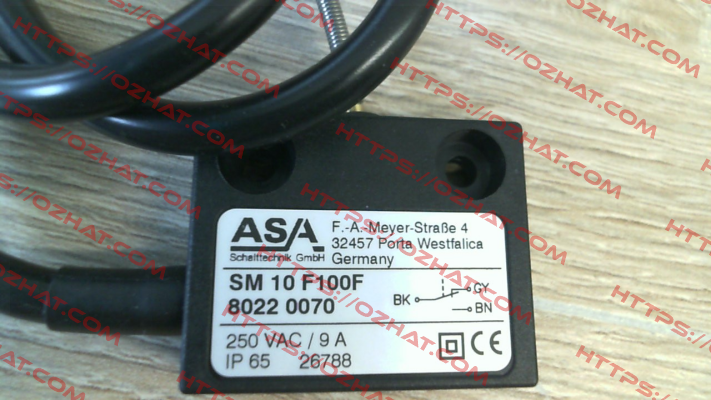 ASA
Schalttechnik GmbH
F.-A.-Meyer-Straße 4
32457 Porta Westfalica
Germany
SM 10 F100F
8022 0070
BK
GY
BN
250 VAC / 9 A
IP 65 26788
CE
HTTPS://OZHAT.COM